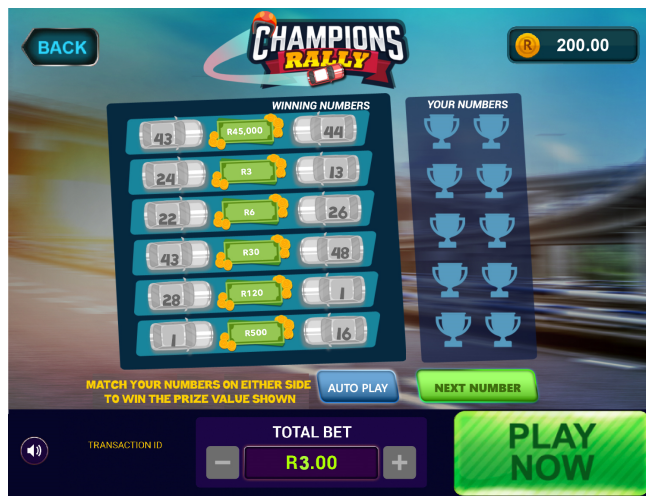 BACK
CHAMPIONS
RALLY
R 200.00
WINNING NUMBERS
YOUR NUMBERS
43 R45,000 44
24 R3 13
22 R6 26
43 R30 48
28 R120 1
1 R500 16
MATCH YOUR NUMBERS ON EITHER SIDE
TO WIN THE PRIZE VALUE SHOWN
AUTO PLAY
NEXT NUMBER
TRANSACTION ID
TOTAL BET
− R3.00 +
PLAY
NOW